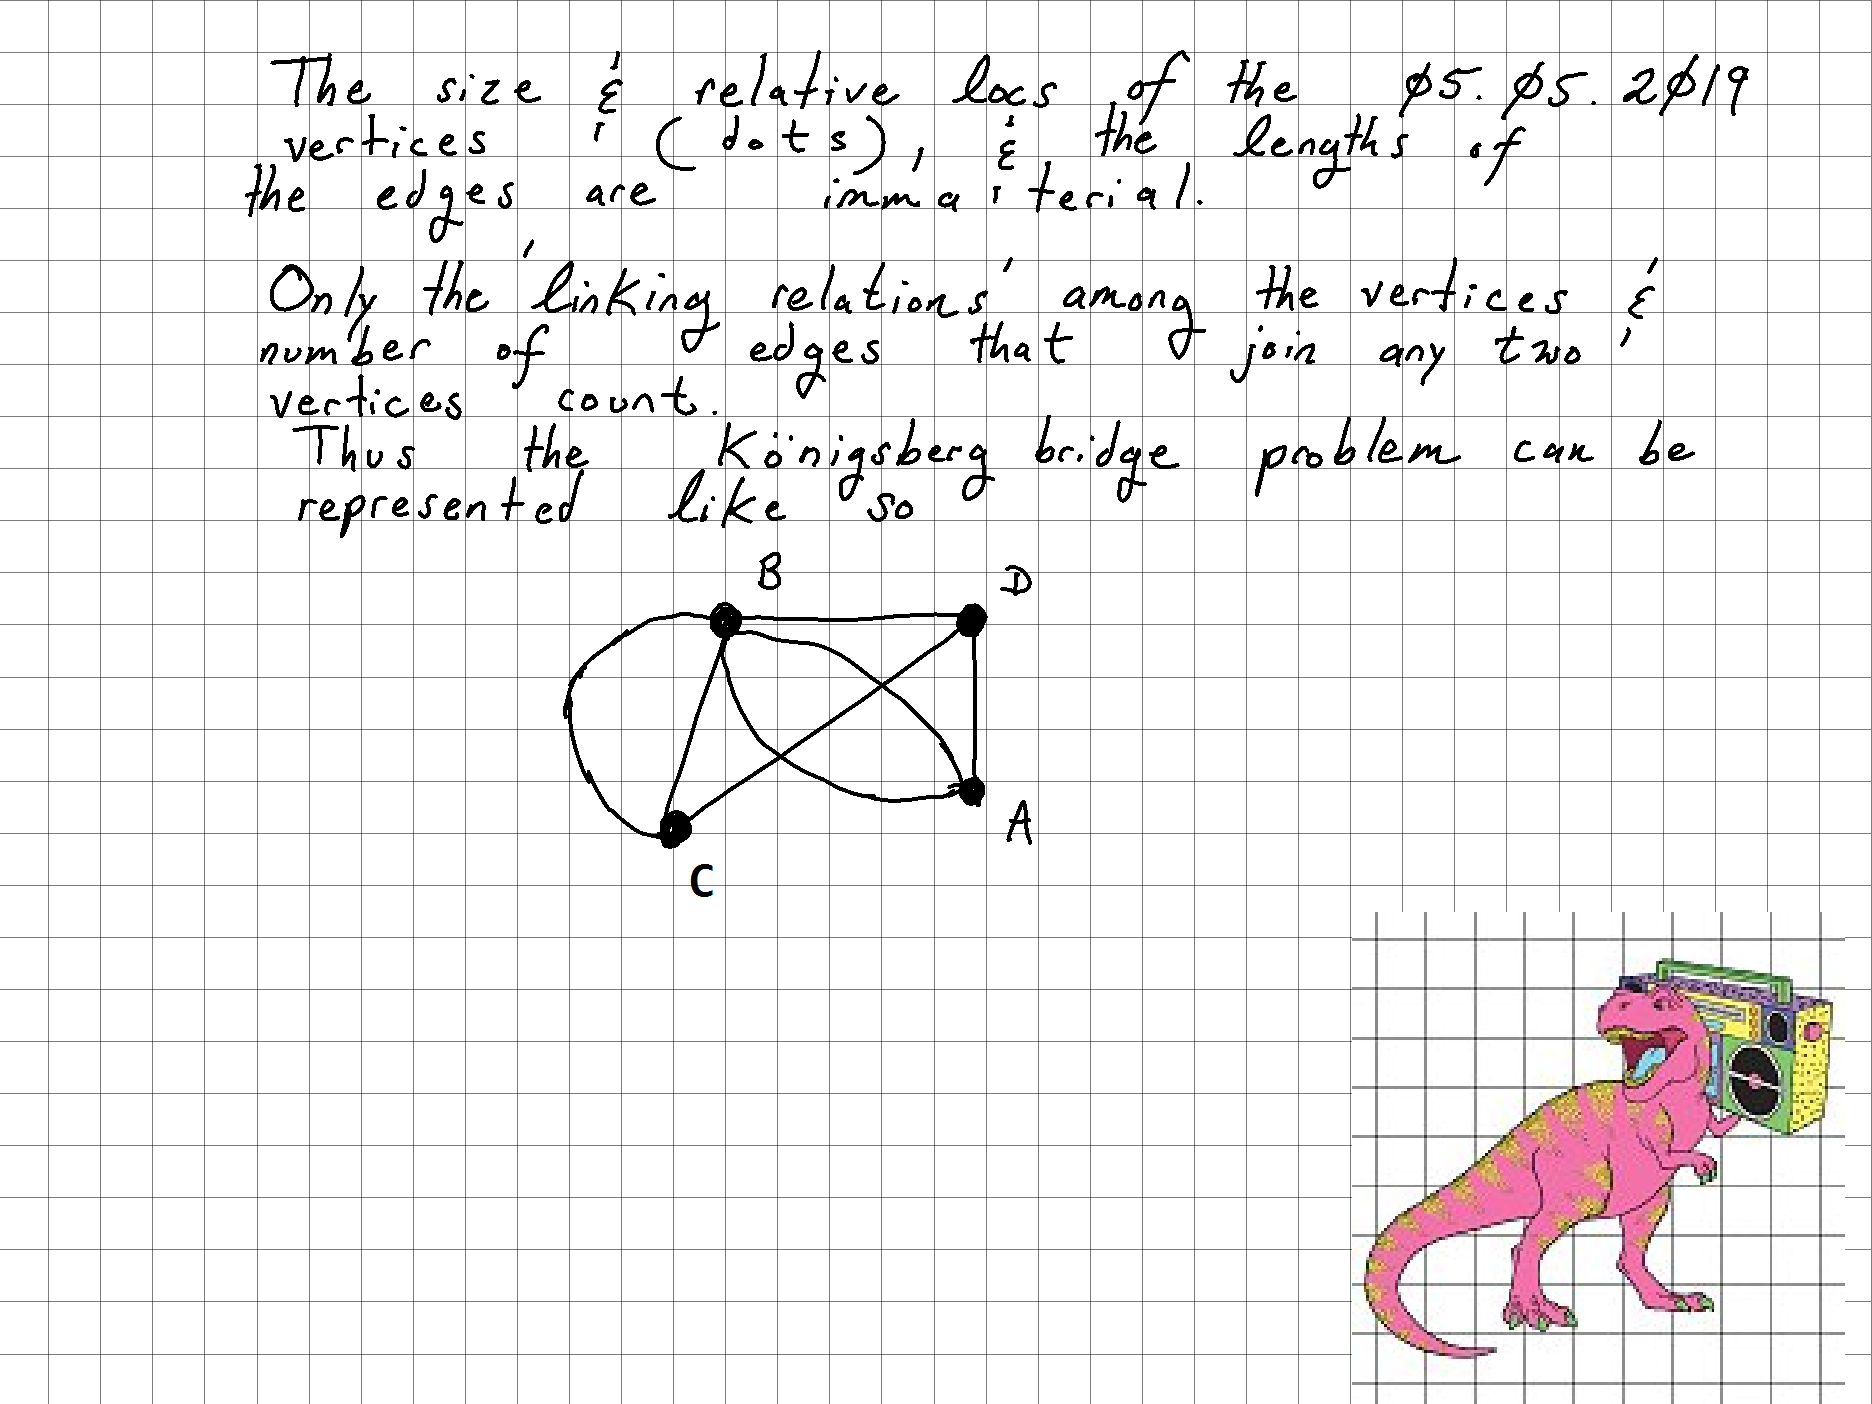 The size & relative locs of the ø5. ø5. 2ø19
vertices (dots), & the lengths of
the edges are immaterial.
Only the 'linking relations' among the vertices &
number of edges that join any two
vertices count.
Thus the Königsberg bridge problem can be
represented like so
B
D
A
C